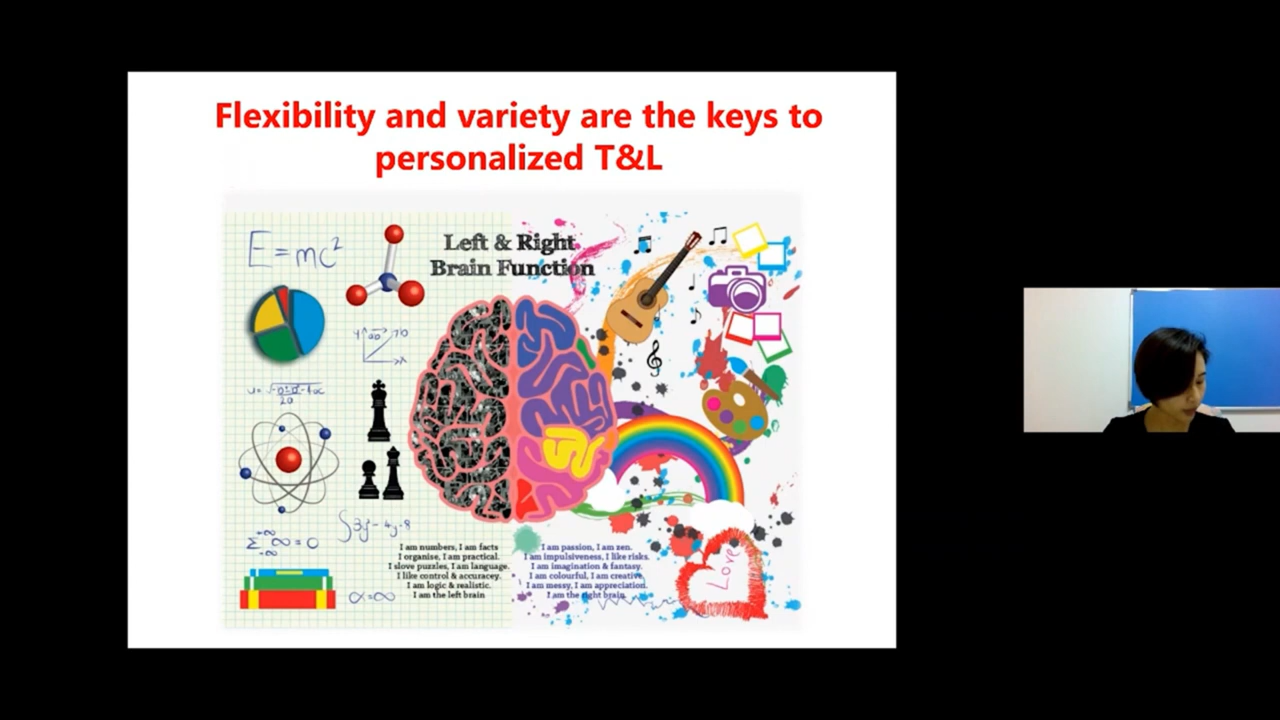 Flexibility and variety are the keys to
personalized T&L
Left & Right
Brain Function
E=mc²
I am numbers, I am facts
I organise, I am practical.
I slove puzzles, I am language.
I like control & accuracey.
I am logic & realistic.
I am the left brain
I am passion, I am zen.
I am impulsiveness, I like risks.
I am imagination & fantasy.
I am colourful, I am creative
I am messy, I am appreciation.
I am the right brain.
α=∞
Love